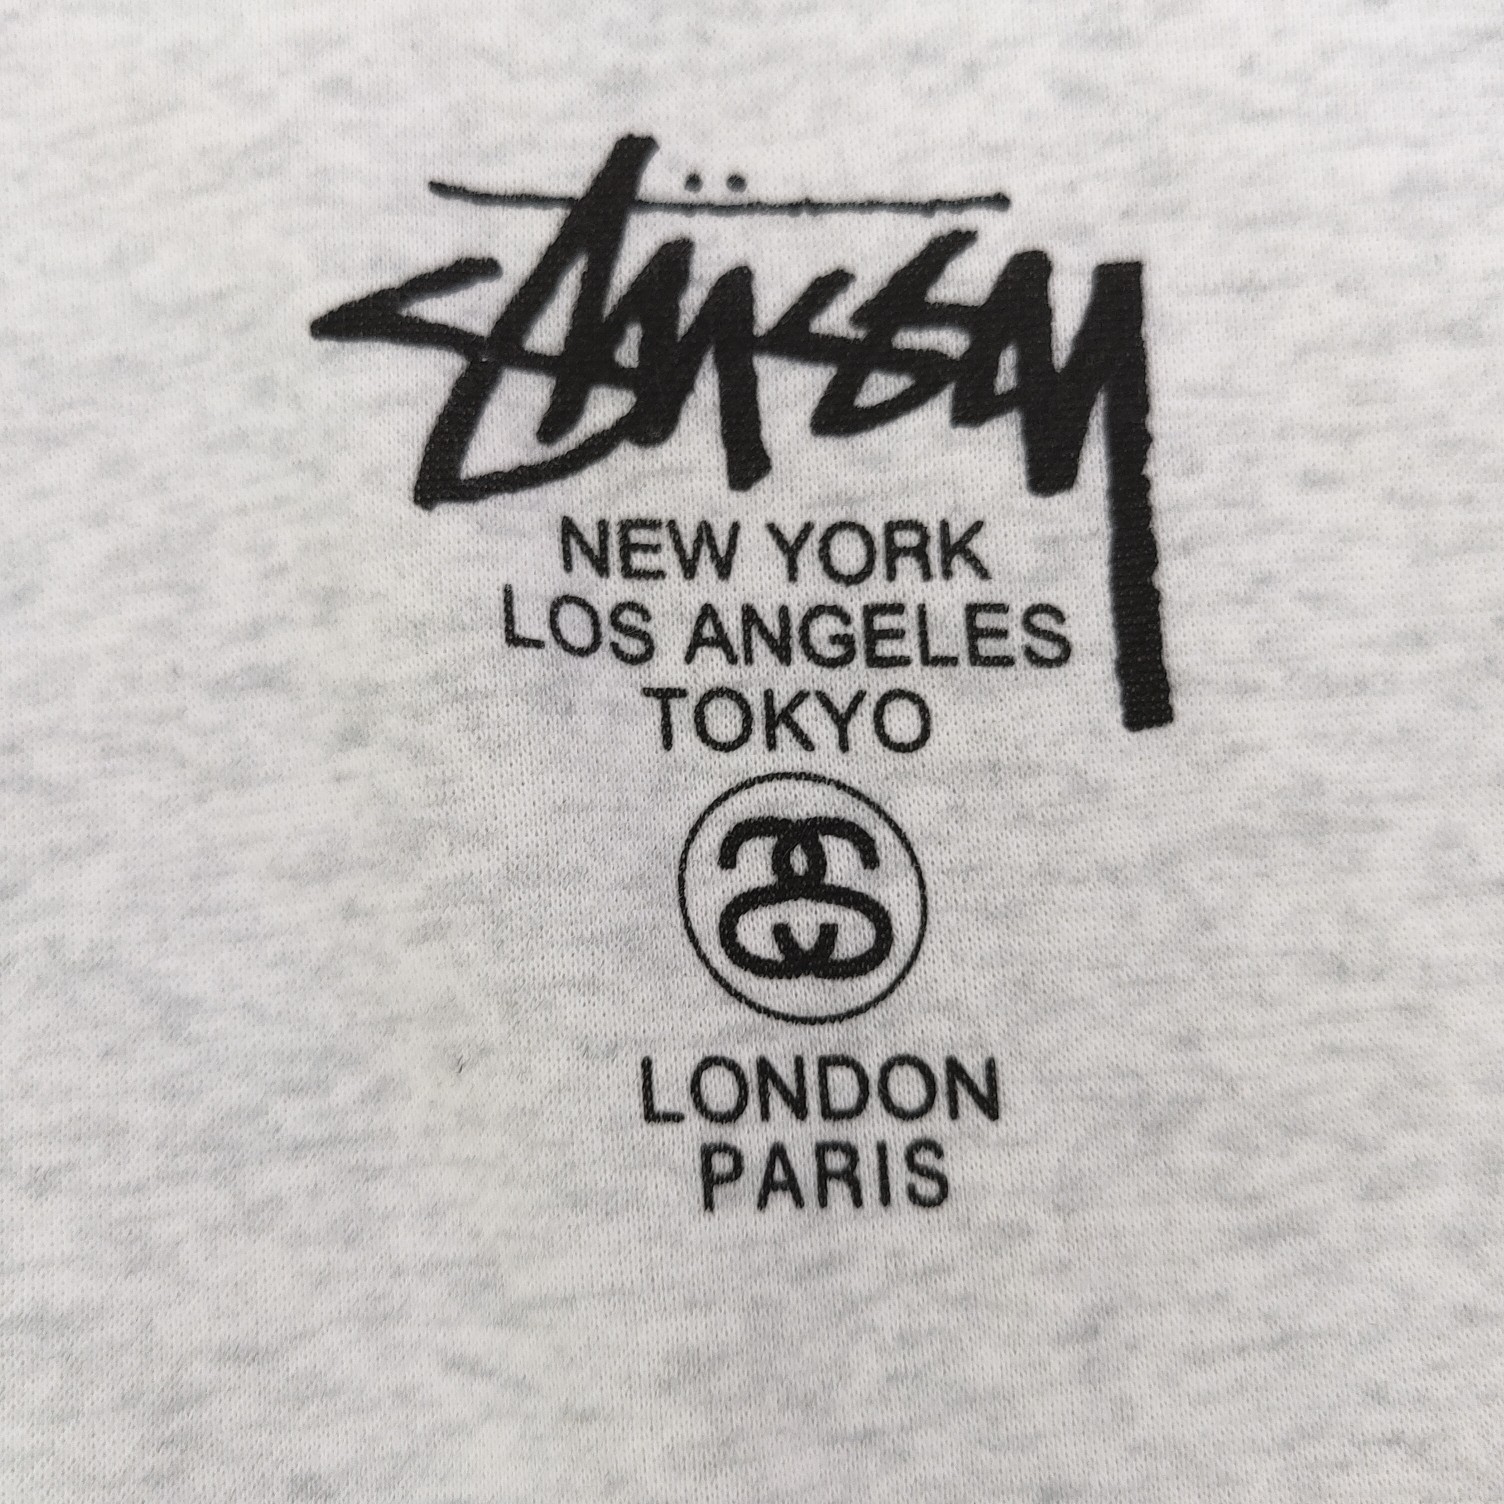 Stüssy
NEW YORK
LOS ANGELES
TOKYO
LONDON
PARIS